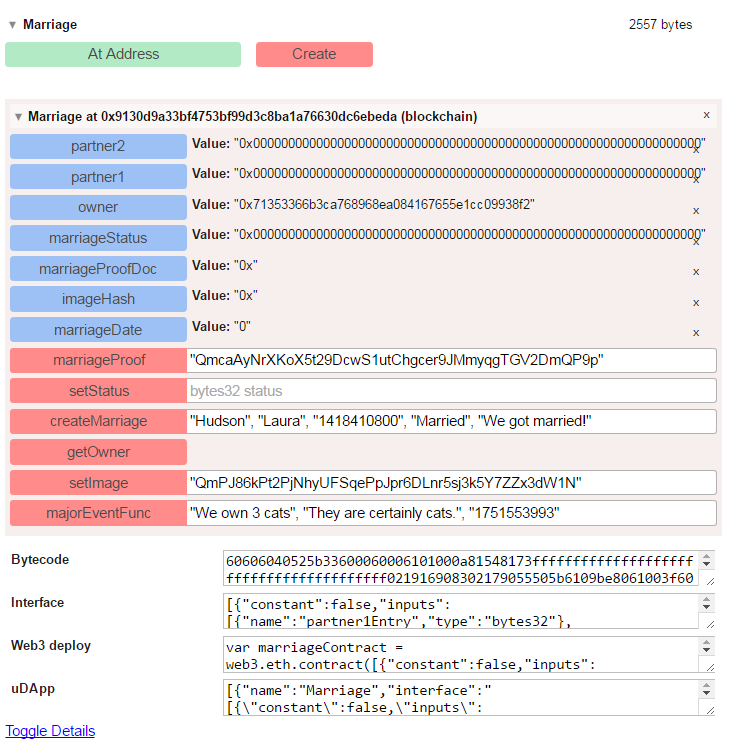 ▼ Marriage 2557 bytes
At Address Create
▼ Marriage at 0x9130d9a33bf4753bf99d3c8ba1a76630dc6ebeda (blockchain) x
partner2 Value: "0x0000000000000000000000000000000000000000000000000000000000000000" x
partner1 Value: "0x0000000000000000000000000000000000000000000000000000000000000000" x
owner Value: "0x71353366b3ca768968ea084167655e1cc09938f2" x
marriageStatus Value: "0x0000000000000000000000000000000000000000000000000000000000000000" x
marriageProofDoc Value: "0x" x
imageHash Value: "0x" x
marriageDate Value: "0" x
marriageProof "QmcaAyNrXKoX5t29DcwS1utChgcer9JMmyqgTGV2DmQP9p"
setStatus bytes32 status
createMarriage "Hudson", "Laura", "1418410800", "Married", "We got married!"
getOwner
setImage "QmPJ86kPt2PjNhyUFSqePpJpr6DLnr5sj3k5Y7ZZx3dW1N"
majorEventFunc "We own 3 cats", "They are certainly cats.", "1751553993"
Bytecode 60606040525b33600060006101000a81548173ffffffffffffffffffff
ffffffffffffffffffff021916908302179055505b6109be8061003f60
Interface [{"constant":false,"inputs":
[{"name":"partner1Entry","type":"bytes32"},
Web3 deploy var marriageContract =
web3.eth.contract([{"constant":false,"inputs":
uDApp [{"name":"Marriage","interface":"
[{\"constant\":false,\"inputs\":
Toggle Details